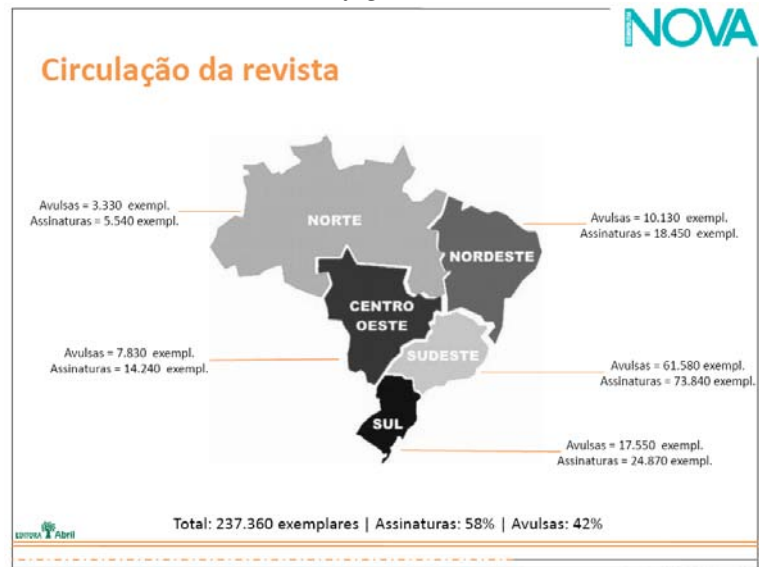 NOVA
Circulação da revista
Avulsas = 3.330 exempl.
Assinaturas = 5.540 exempl.
NORTE
Avulsas = 10.130 exempl.
Assinaturas = 18.450 exempl.
NORDESTE
CENTRO
OESTE
Avulsas = 7.830 exempl.
Assinaturas = 14.240 exempl.
SUDESTE
Avulsas = 61.580 exempl.
Assinaturas = 73.840 exempl.
SUL
Avulsas = 17.550 exempl.
Assinaturas = 24.870 exempl.
Total: 237.360 exemplares | Assinaturas: 58% | Avulsas: 42%
EDITORA Abril